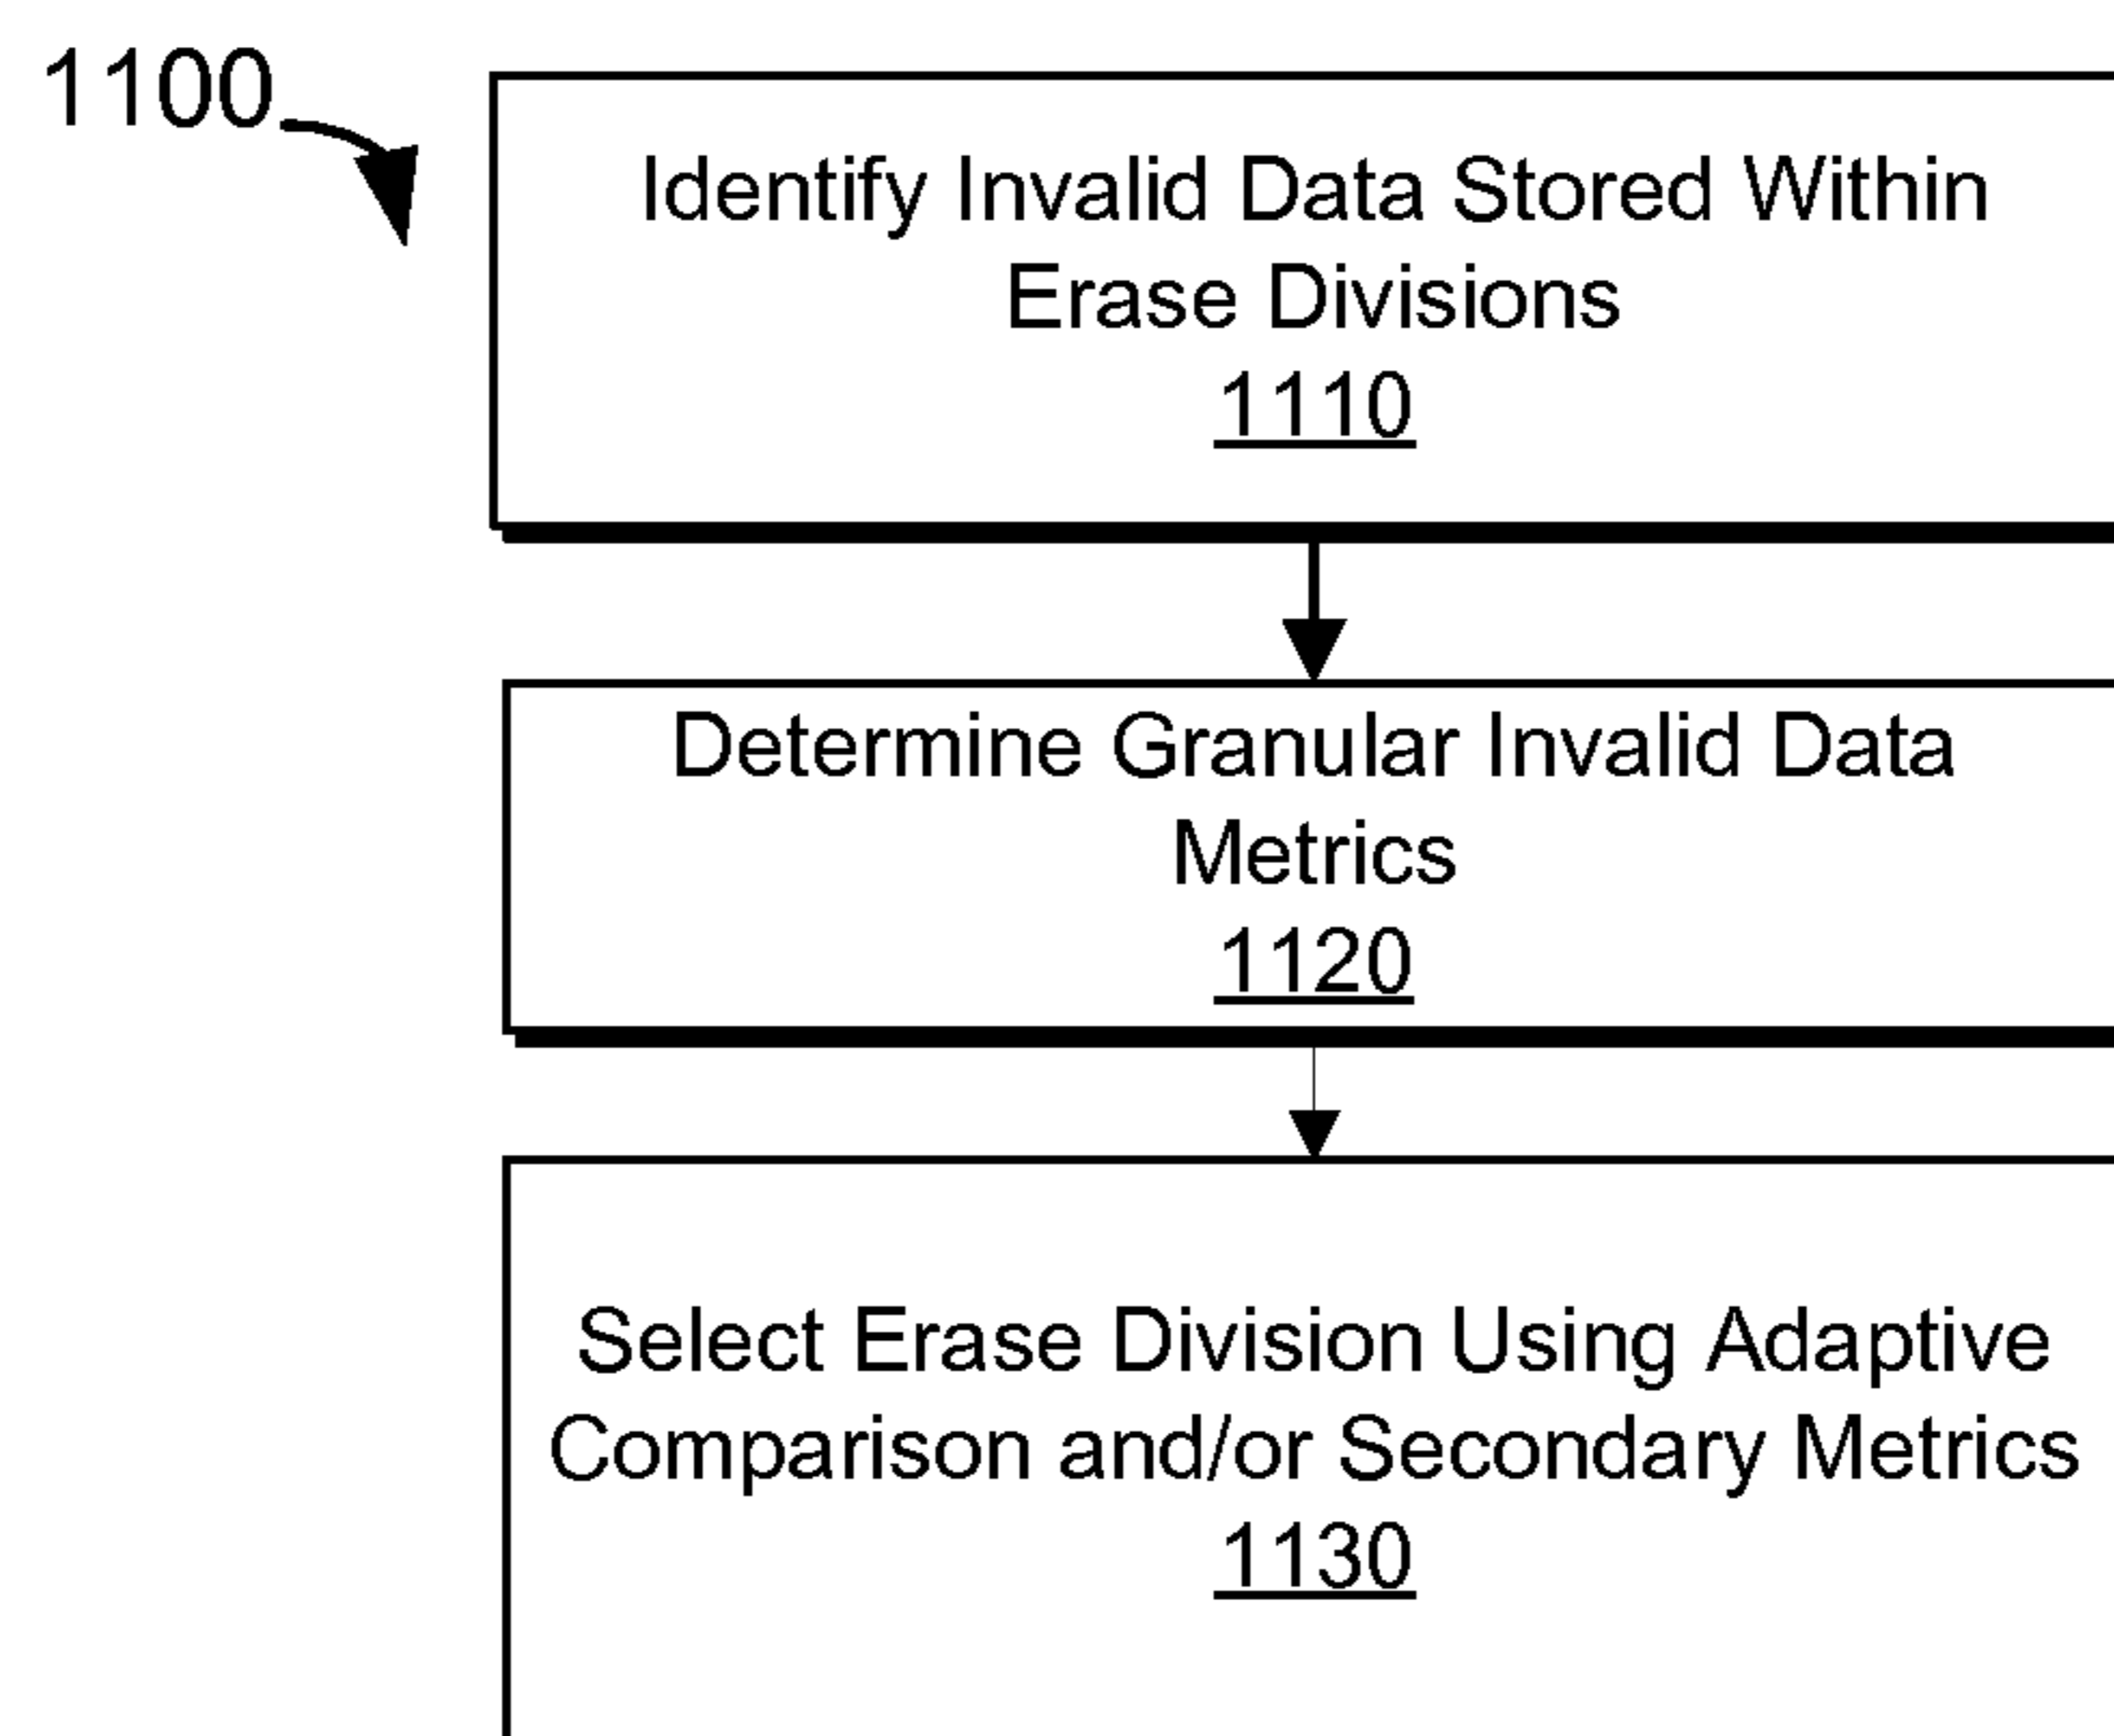 1100
Identify Invalid Data Stored Within
Erase Divisions
1110
Determine Granular Invalid Data
Metrics
1120
Select Erase Division Using Adaptive
Comparison and/or Secondary Metrics
1130